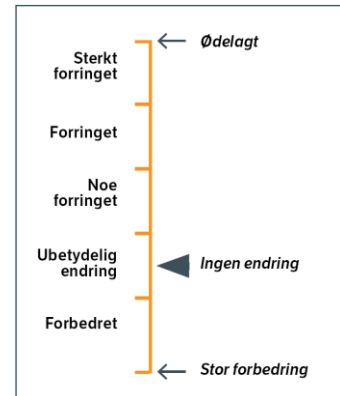 Ødelagt
Sterkt
forringet
Forringet
Noe
forringet
Ubetydelig
endring
Ingen endring
Forbedret
Stor forbedring